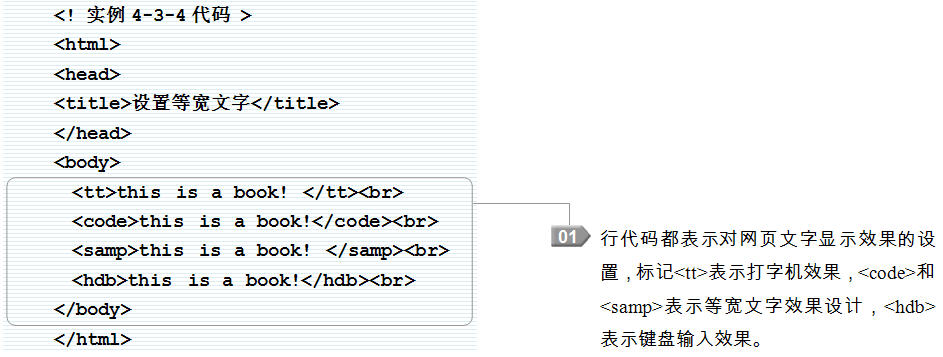 <! 实例 4-3-4 代码 >
<html>
<head>
<title>设置等宽文字</title>
</head>
<body>
<tt>this is a book! </tt><br>
<code>this is a book!</code><br>
<samp>this is a book! </samp><br>
<hdb>this is a book!</hdb><br>
</body>
</html>
01
行代码都表示对网页文字显示效果的设
置，标记<tt>表示打字机效果，<code>和
<samp>表示等宽文字效果设计，<hdb>
表示键盘输入效果。